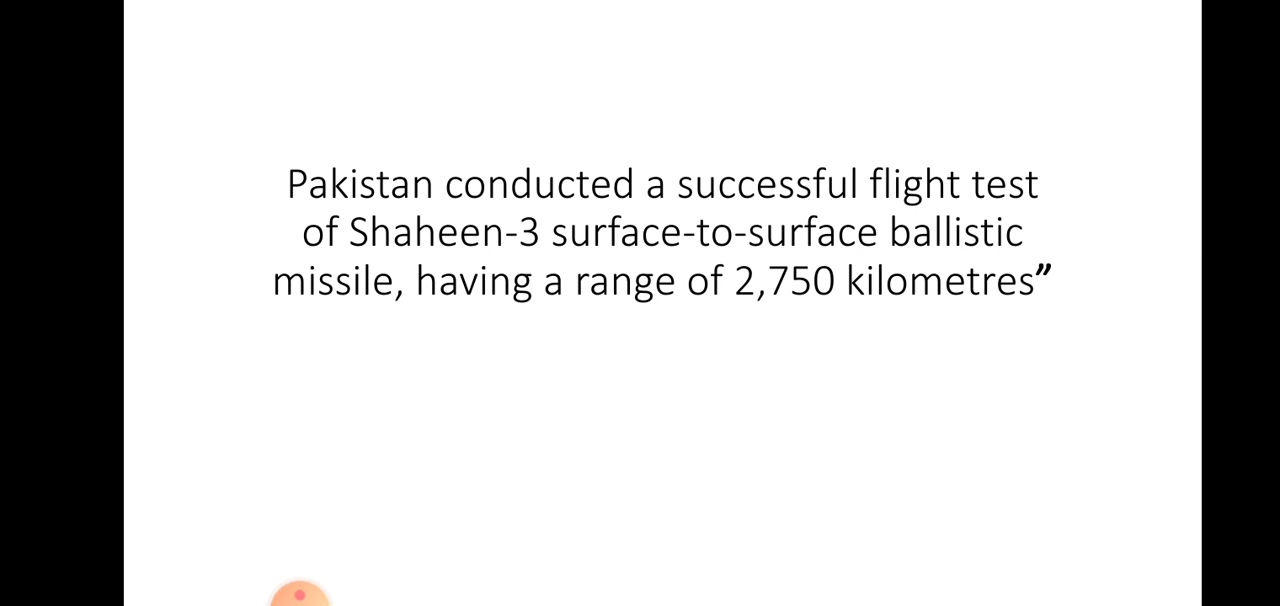 Pakistan conducted a successful flight test
of Shaheen-3 surface-to-surface ballistic
missile, having a range of 2,750 kilometres”